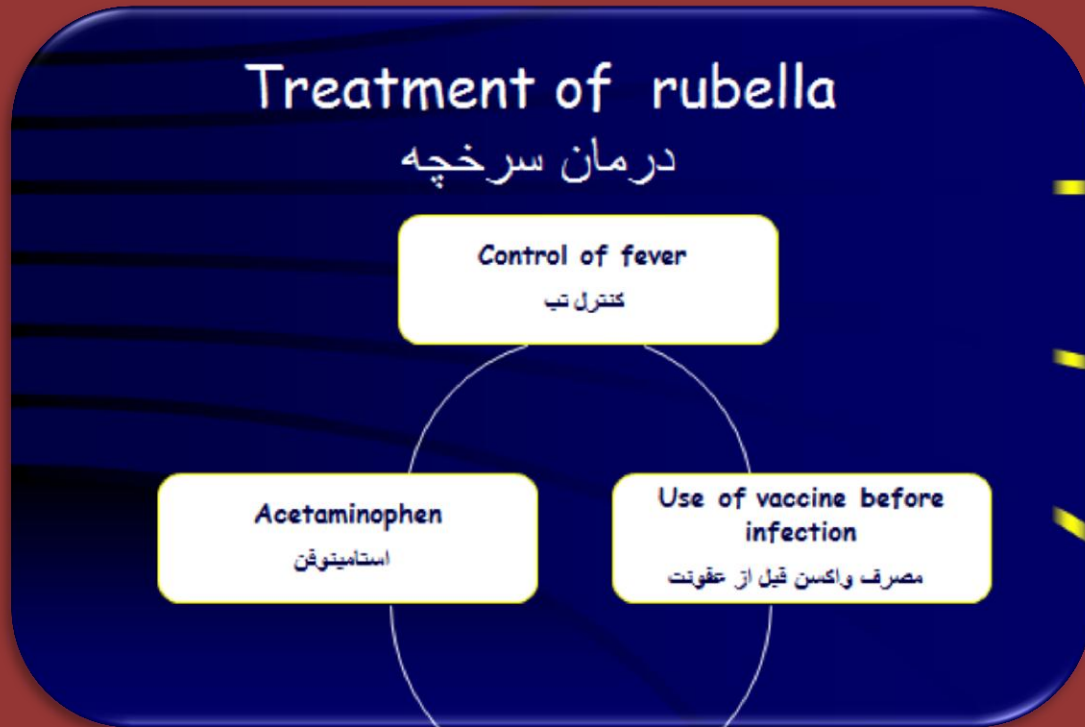 Treatment of rubella
درمان سرخچه
Control of fever
کنترل تب
Acetaminophen
استامینوفن
Use of vaccine before
infection
مصرف واکسن قبل از عفونت